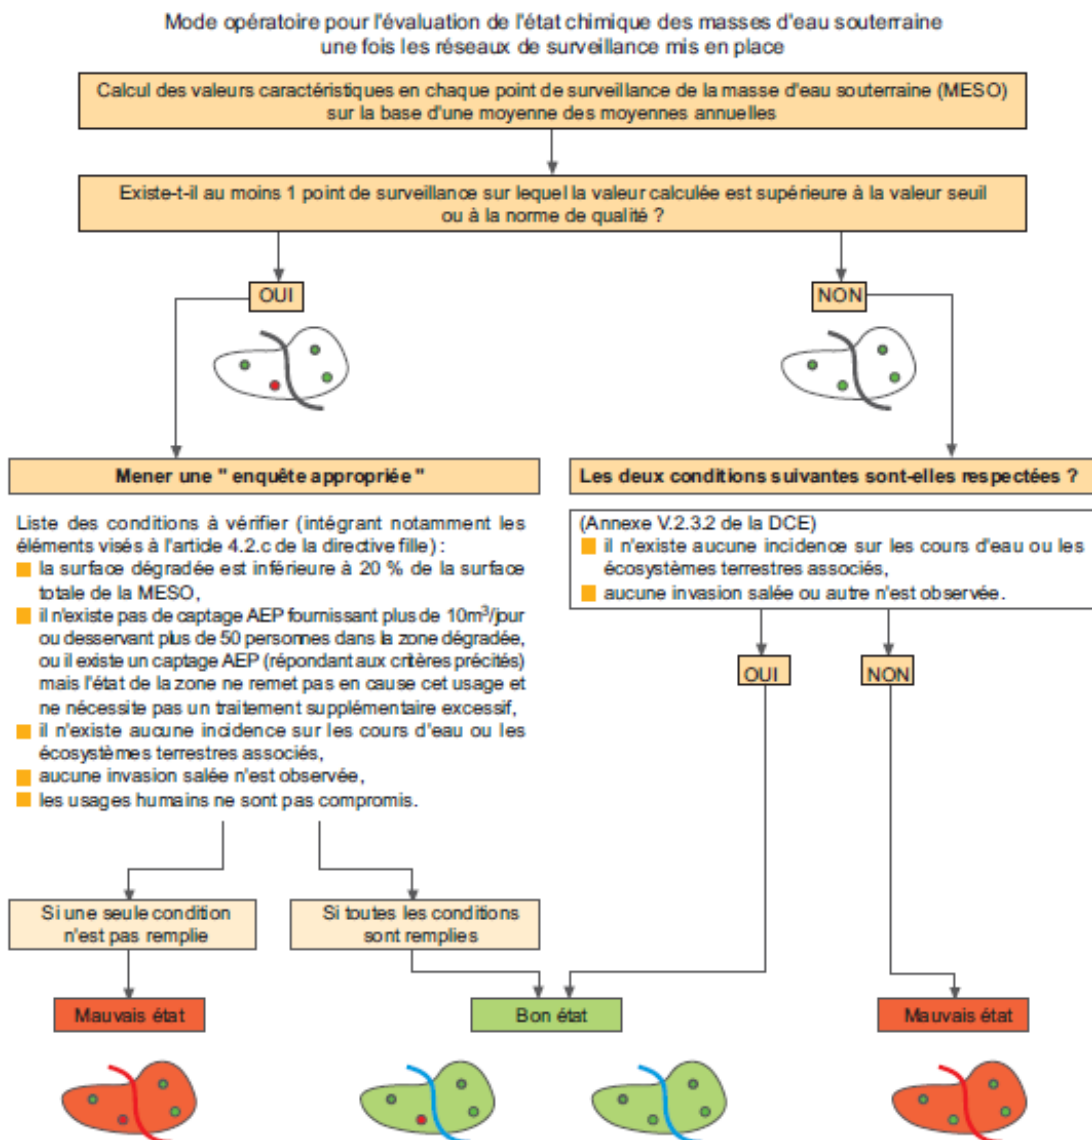 Mode opératoire pour l'évaluation de l'état chimique des masses d'eau souterraine
une fois les réseaux de surveillance mis en place
Calcul des valeurs caractéristiques en chaque point de surveillance de la masse d'eau souterraine (MESO)
sur la base d'une moyenne des moyennes annuelles
Existe-t-il au moins 1 point de surveillance sur lequel la valeur calculée est supérieure à la valeur seuil
ou à la norme de qualité ?
OUI
NON
Mener une " enquête appropriée "
Liste des conditions à vérifier (intégrant notamment les
éléments visés à l'article 4.2.c de la directive fille) :
la surface dégradée est inférieure à 20 % de la surface
totale de la MESO,
il n'existe pas de captage AEP fournissant plus de 10m³/jour
ou desservant plus de 50 personnes dans la zone dégradée,
ou il existe un captage AEP (répondant aux critères précités)
mais l'état de la zone ne remet pas en cause cet usage et
ne nécessite pas un traitement supplémentaire excessif,
il n'existe aucune incidence sur les cours d'eau ou les
écosystèmes terrestres associés,
aucune invasion salée n'est observée,
les usages humains ne sont pas compromis.
Les deux conditions suivantes sont-elles respectées ?
(Annexe V.2.3.2 de la DCE)
il n'existe aucune incidence sur les cours d'eau ou les
écosystèmes terrestres associés,
aucune invasion salée ou autre n'est observée.
OUI
NON
Si une seule condition
n'est pas remplie
Si toutes les conditions
sont remplies
Mauvais état
Bon état
Mauvais état